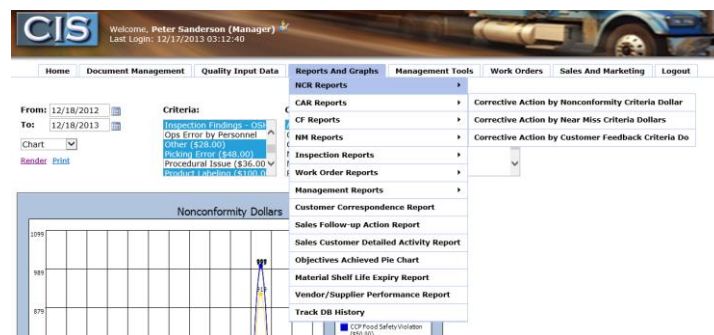 CIS
Welcome, Peter Sanderson (Manager)
Last Login: 12/17/2013 03:12:40
Home Document Management Quality Input Data Reports And Graphs Management Tools Work Orders Sales And Marketing Logout
From: 12/18/2012
To: 12/18/2013
Chart
Render Print
Criteria:
Inspection Findings - OSH
Ops Error by Personnel
Other ($28.00)
Picking Error ($48.00)
Procedural Issue ($36.00
Product Labeling ($100.0
NCR Reports
CAR Reports
CF Reports
NM Reports
Inspection Reports
Work Order Reports
Management Reports
Customer Correspondence Report
Sales Follow-up Action Report
Sales Customer Detailed Activity Report
Objectives Achieved Pie Chart
Material Shelf Life Expiry Report
Vendor/Supplier Performance Report
Track DB History
Corrective Action by Nonconformity Criteria Dollar
Corrective Action by Near Miss Criteria Dollars
Corrective Action by Customer Feedback Criteria Do
Nonconformity Dollars
1099
989
879
CCP Food Safety Violation
($50.00)